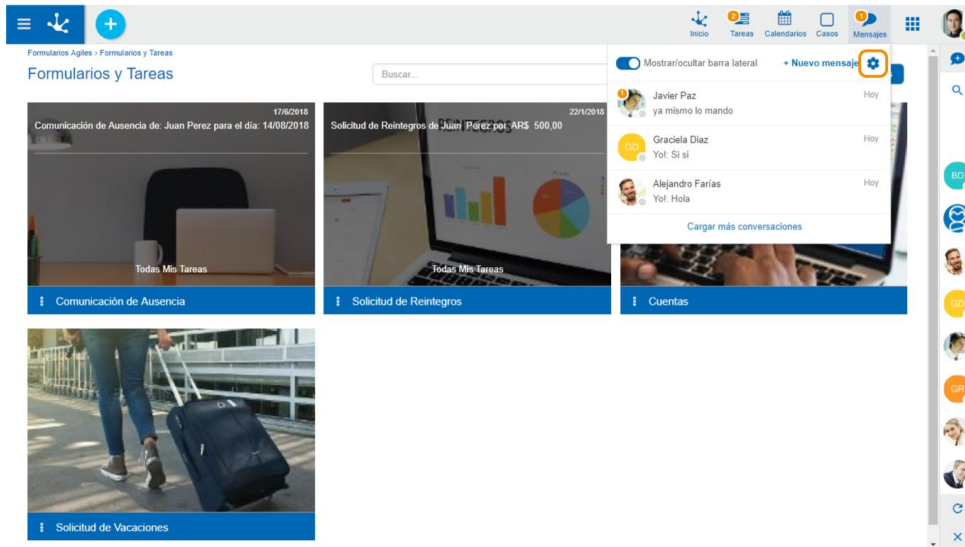 Inicio
2
Tareas
Calendarios
Casos
1
Mensajes
Formularios Agiles › Formularios y Tareas
Formularios y Tareas
Buscar...
Mostrar/ocultar barra lateral
+ Nuevo mensaje
1
Javier Paz
Hoy
ya mismo lo mando
GD
Graciela Diaz
Hoy
Yo!: Si si
Alejandro Farías
Hoy
Yo!: Hola
Cargar más conversaciones
17/6/2018
Comunicación de Ausencia de: Juan Perez para el día: 14/08/2018
Todas Mis Tareas
Comunicación de Ausencia
22/1/2018
Solicitud de Reintegros de Juan Perez por AR$ 500,00
Todas Mis Tareas
Solicitud de Reintegros
Cuentas
Solicitud de Vacaciones
BD
GD
GR